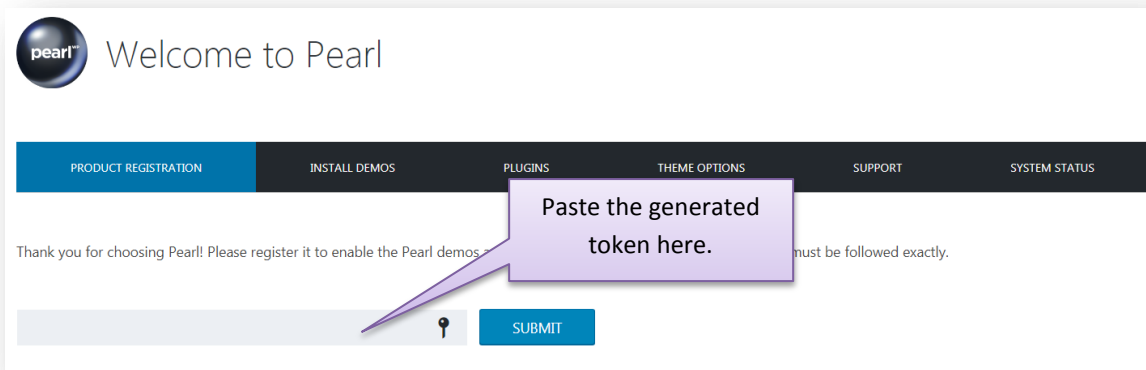 pearl
Welcome to Pearl
PRODUCT REGISTRATION INSTALL DEMOS PLUGINS THEME OPTIONS SUPPORT SYSTEM STATUS
Paste the generated
token here.
Thank you for choosing Pearl! Please register it to enable the Pearl demos must be followed exactly.
SUBMIT